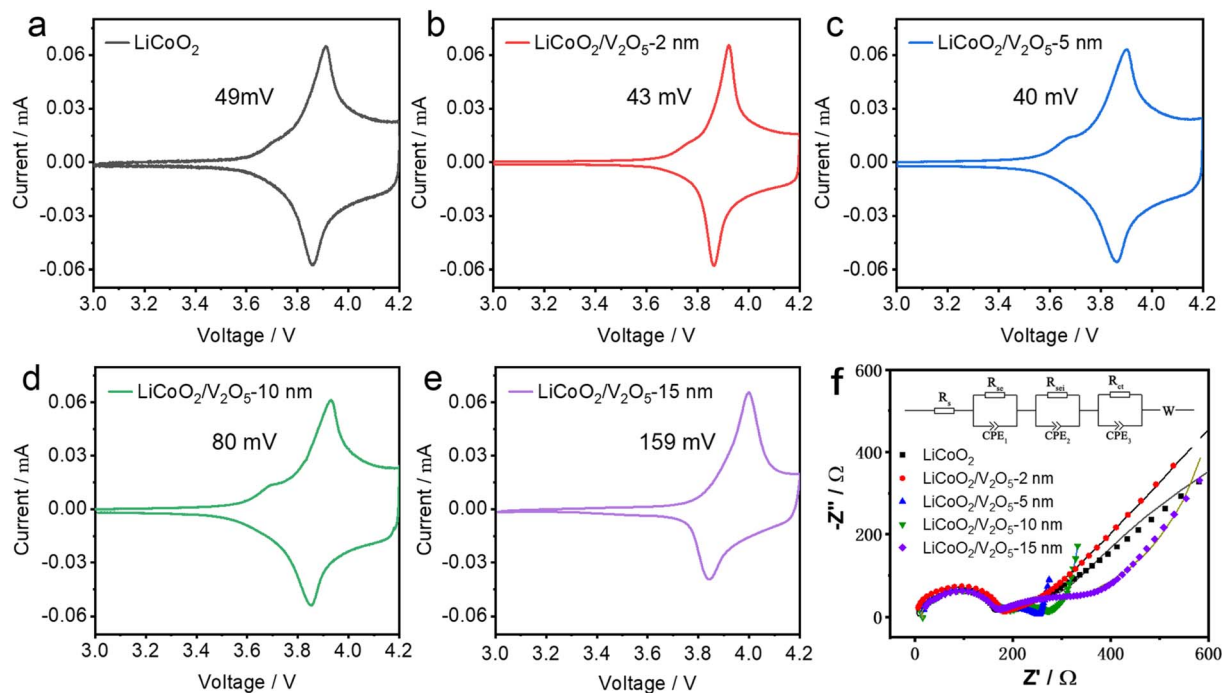 a
LiCoO₂
49mV
0.06
0.03
0.00
-0.03
-0.06
Current / mA
3.0 3.2 3.4 3.6 3.8 4.0 4.2
Voltage / V
b
LiCoO₂/V₂O₅-2 nm
43 mV
0.06
0.03
0.00
-0.03
-0.06
Current / mA
3.0 3.2 3.4 3.6 3.8 4.0 4.2
Voltage / V
c
LiCoO₂/V₂O₅-5 nm
40 mV
0.06
0.03
0.00
-0.03
-0.06
Current / mA
3.0 3.2 3.4 3.6 3.8 4.0 4.2
Voltage / V
d
LiCoO₂/V₂O₅-10 nm
80 mV
0.06
0.03
0.00
-0.03
-0.06
Current / mA
3.0 3.2 3.4 3.6 3.8 4.0 4.2
Voltage / V
e
LiCoO₂/V₂O₅-15 nm
159 mV
0.06
0.03
0.00
-0.03
-0.06
Current / mA
3.0 3.2 3.4 3.6 3.8 4.0 4.2
Voltage / V
f
Rₛ Rse Rsei Rct W
CPE₁ CPE₂ CPE₃
LiCoO₂
LiCoO₂/V₂O₅-2 nm
LiCoO₂/V₂O₅-5 nm
LiCoO₂/V₂O₅-10 nm
LiCoO₂/V₂O₅-15 nm
600
400
200
0
-Z'' / Ω
0 200 400 600
Z' / Ω